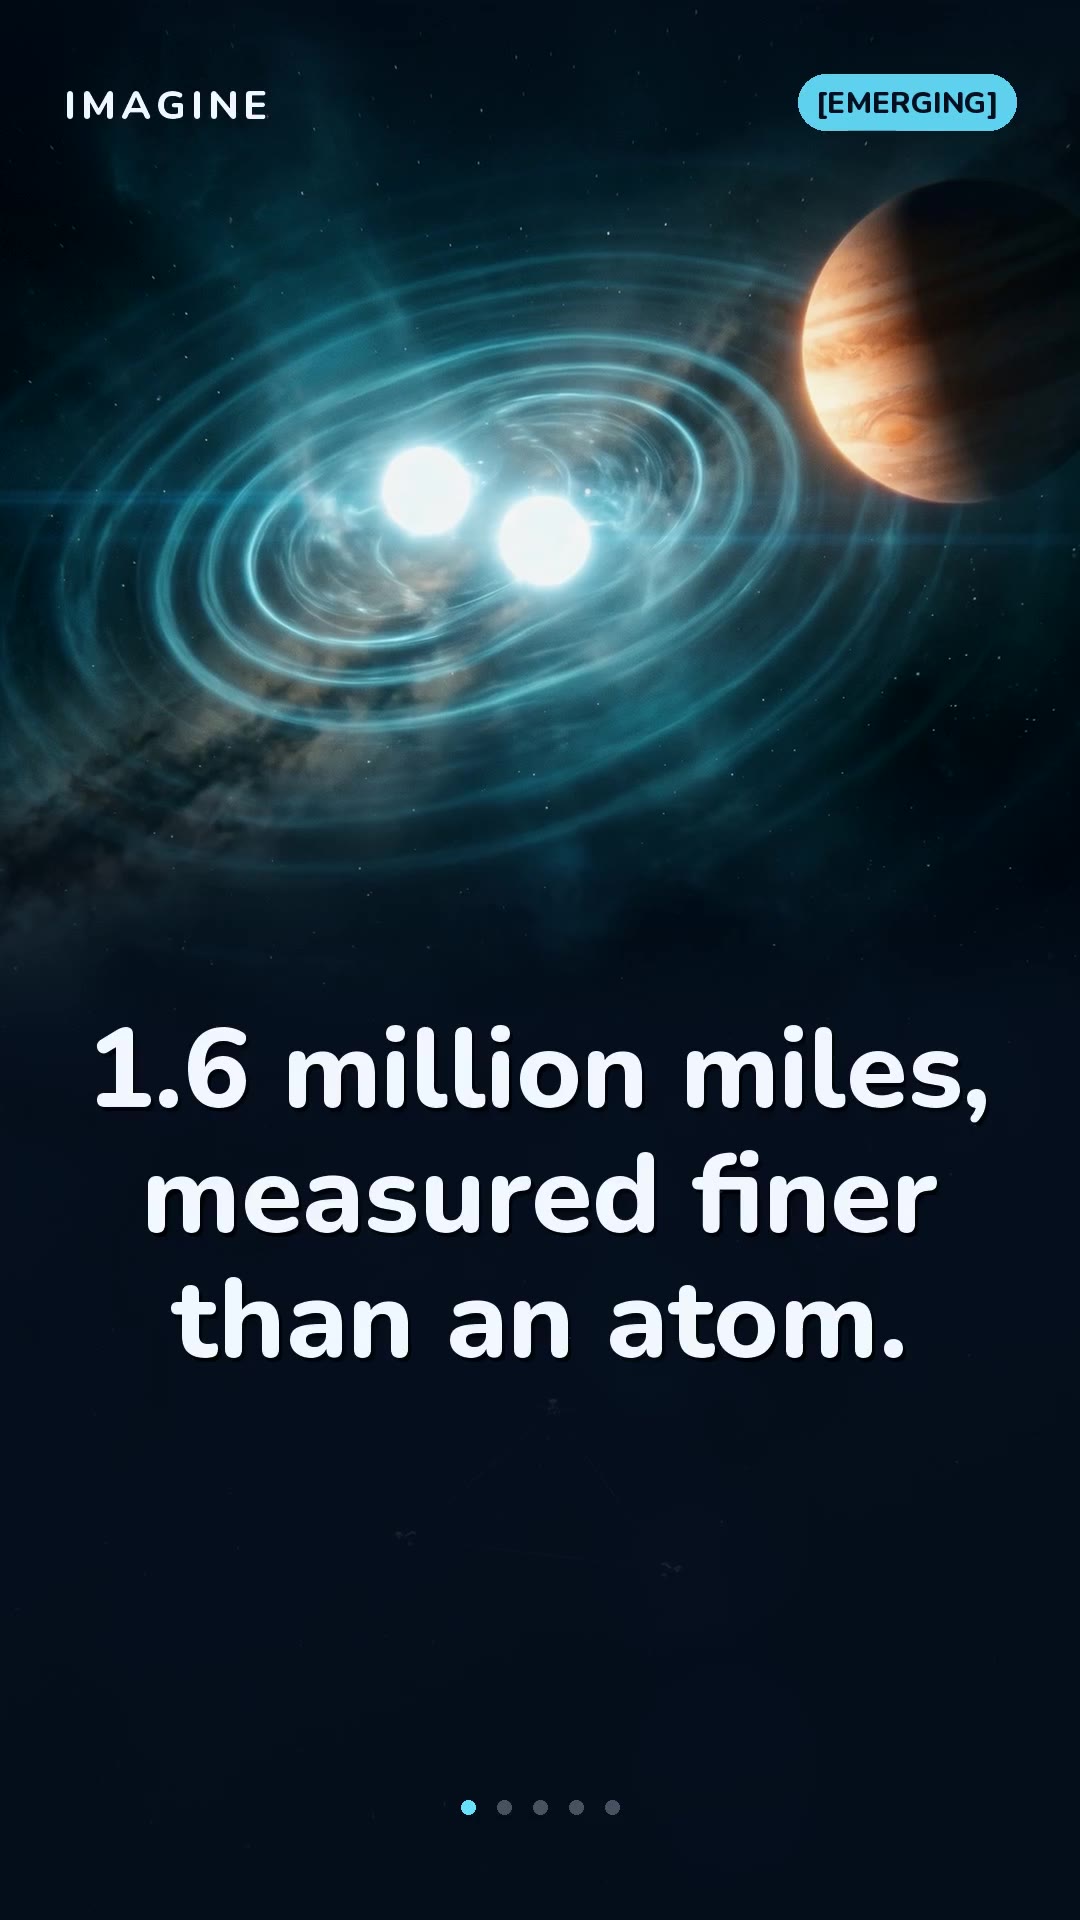 IMAGINE
[EMERGING]
1.6 million miles,
measured finer
than an atom.